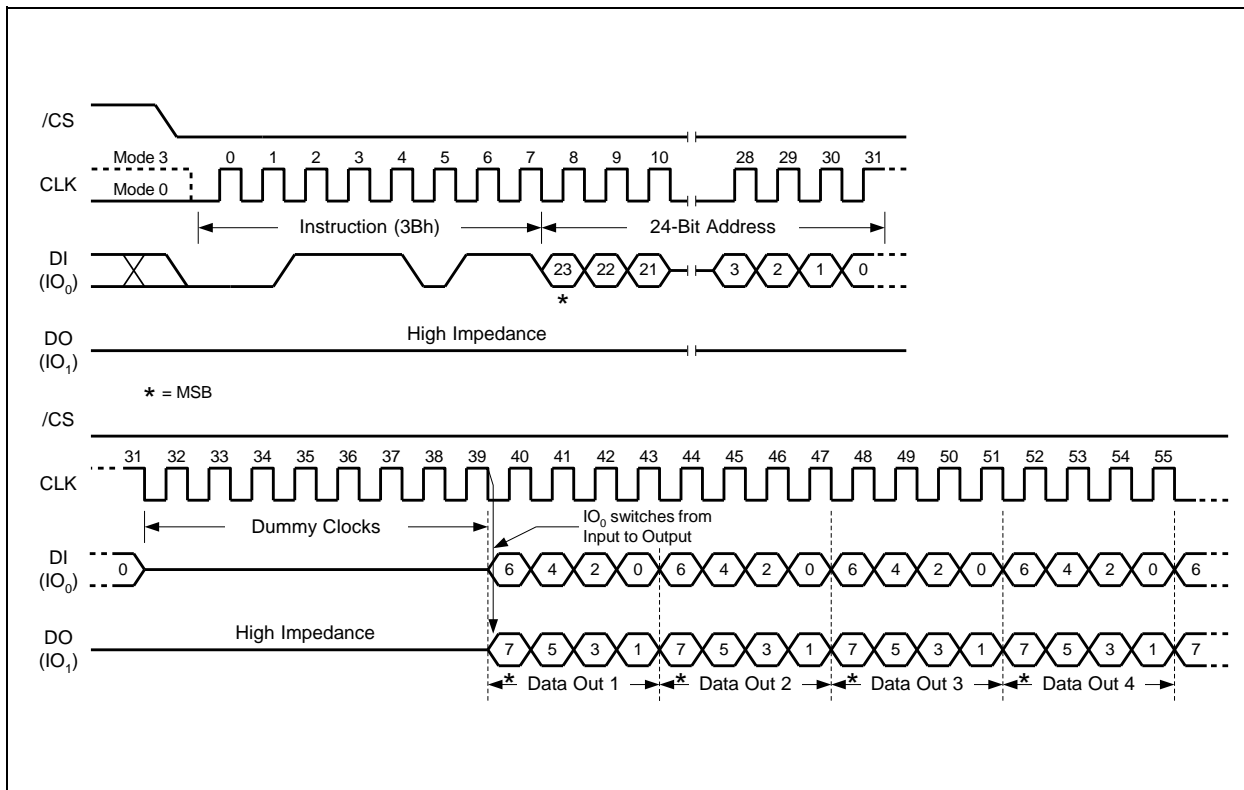 /CS
Mode 3
0 1 2 3 4 5 6 7 8 9 10 28 29 30 31
CLK
Mode 0
Instruction (3Bh) 24-Bit Address
DI
(IO0)
23 22 21 3 2 1 0
*
DO
(IO1)
High Impedance
* = MSB
/CS
31 32 33 34 35 36 37 38 39 40 41 42 43 44 45 46 47 48 49 50 51 52 53 54 55
CLK
Dummy Clocks
IO0 switches from
Input to Output
DI
(IO0)
0 6 4 2 0 6 4 2 0 6 4 2 0 6 4 2 0 6
DO
(IO1)
High Impedance
7 5 3 1 7 5 3 1 7 5 3 1 7 5 3 1 7
* Data Out 1 * Data Out 2 * Data Out 3 * Data Out 4